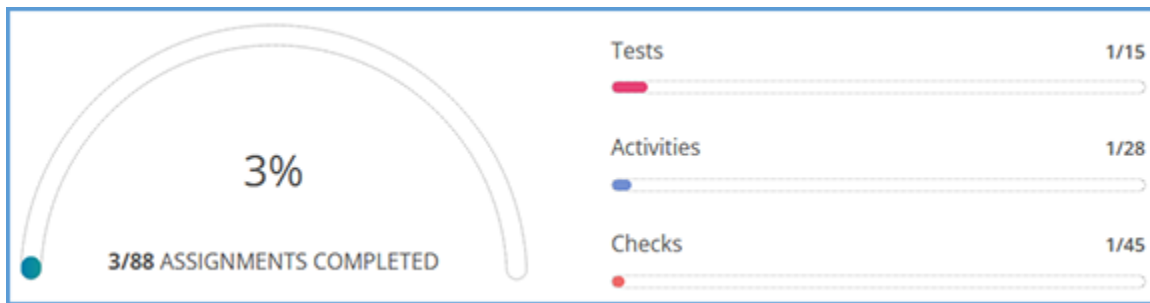 3%
3/88 ASSIGNMENTS COMPLETED
Tests 1/15
Activities 1/28
Checks 1/45